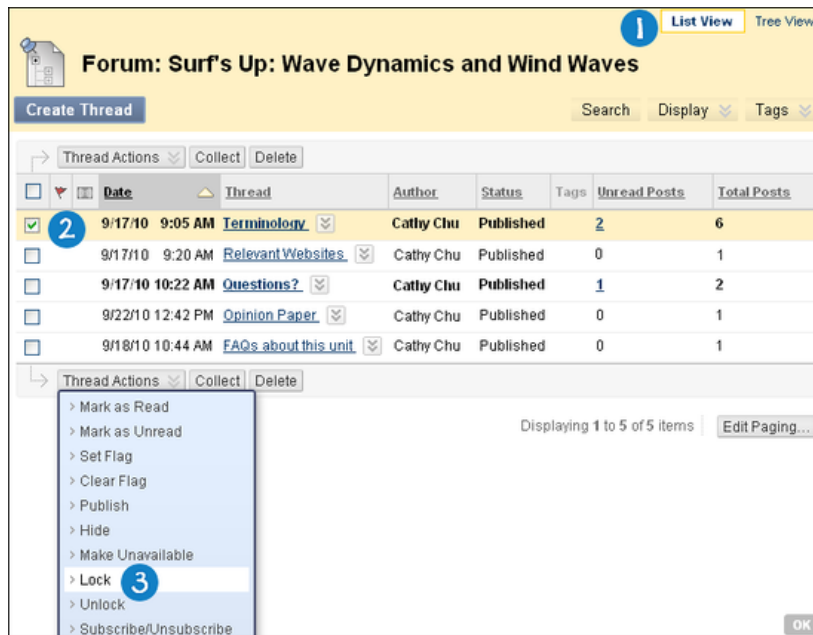 1 List View Tree View
Forum: Surf's Up: Wave Dynamics and Wind Waves
Create Thread Search Display Tags
Thread Actions Collect Delete
Date Thread Author Status Tags Unread Posts Total Posts
2 9/17/10 9:05 AM Terminology Cathy Chu Published 2 6
9/17/10 9:20 AM Relevant Websites Cathy Chu Published 0 1
9/17/10 10:22 AM Questions? Cathy Chu Published 1 2
9/22/10 12:42 PM Opinion Paper Cathy Chu Published 0 1
9/18/10 10:44 AM FAQs about this unit Cathy Chu Published 0 1
Thread Actions Collect Delete
> Mark as Read
Displaying 1 to 5 of 5 items Edit Paging...
> Mark as Unread
> Set Flag
> Clear Flag
> Publish
> Hide
> Make Unavailable
> Lock 3
> Unlock
> Subscribe/Unsubscribe
OK